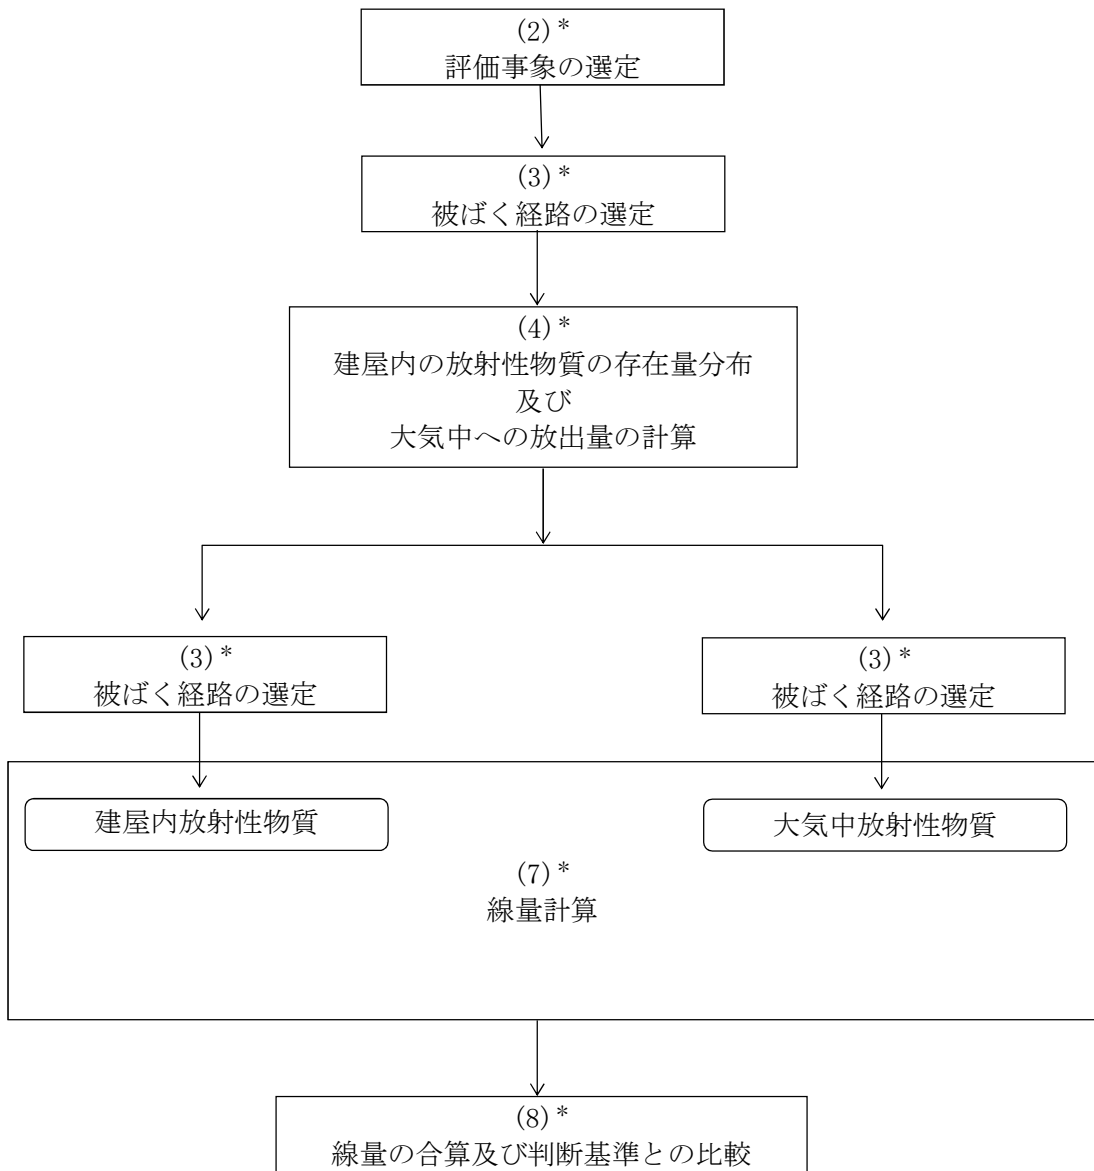 (2)*
評価事象の選定
(3)*
被ばく経路の選定
(4)*
建屋内の放射性物質の存在量分布
及び
大気中への放出量の計算
(3)*
被ばく経路の選定
(3)*
被ばく経路の選定
建屋内放射性物質
大気中放射性物質
(7)*
線量計算
(8)*
線量の合算及び判断基準との比較